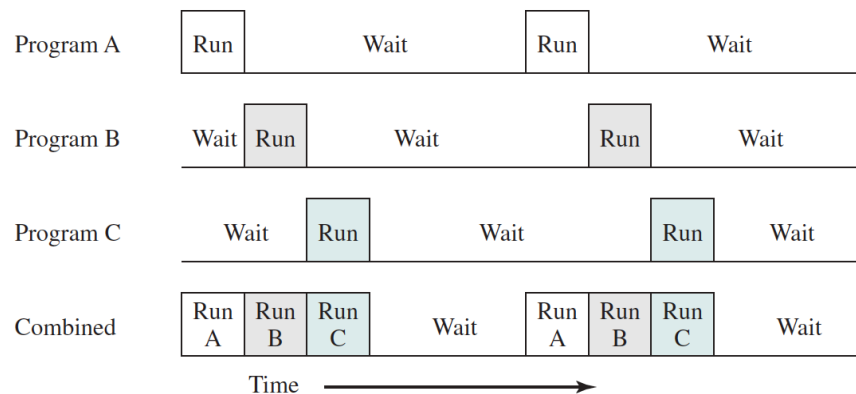 Program A Run Wait Run Wait
Program B Wait Run Wait Run Wait
Program C Wait Run Wait Run Wait
Combined Run A Run B Run C Wait Run A Run B Run C Wait
Time